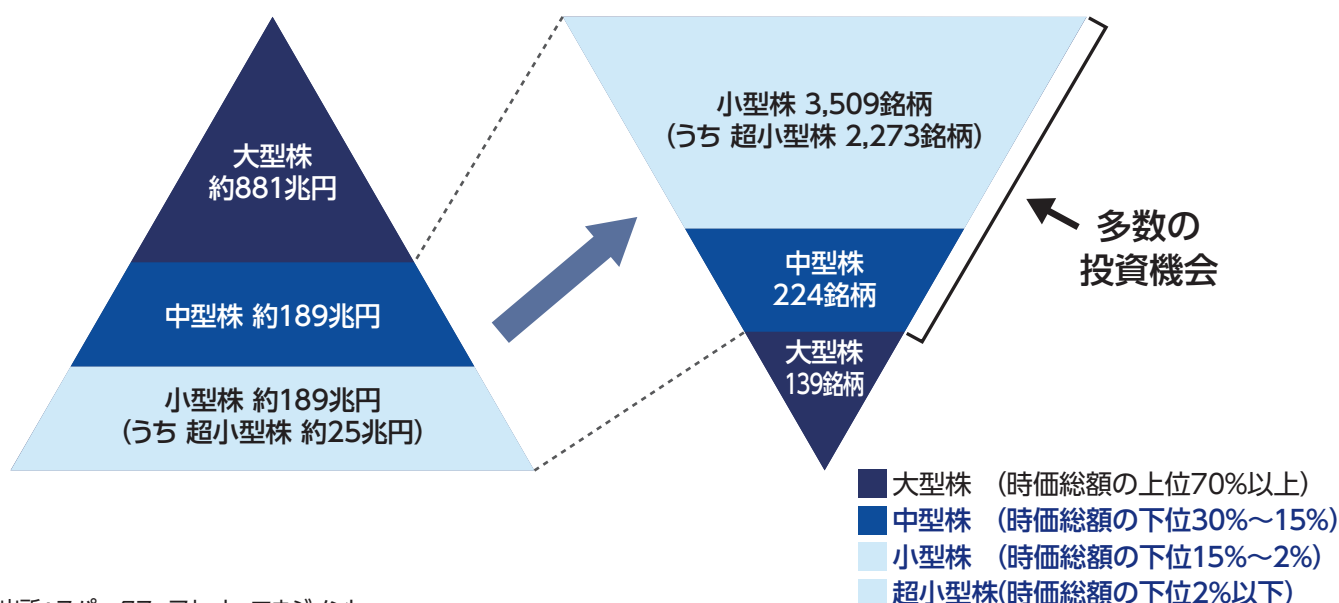 大型株
約881兆円
中型株 約189兆円
小型株 約189兆円
(うち 超小型株 約25兆円)
小型株 3,509銘柄
(うち 超小型株 2,273銘柄)
中型株
224銘柄
大型株
139銘柄
多数の
投資機会
大型株 (時価総額の上位70%以上)
中型株 (時価総額の下位30%～15%)
小型株 (時価総額の下位15%～2%)
超小型株(時価総額の下位2%以下)